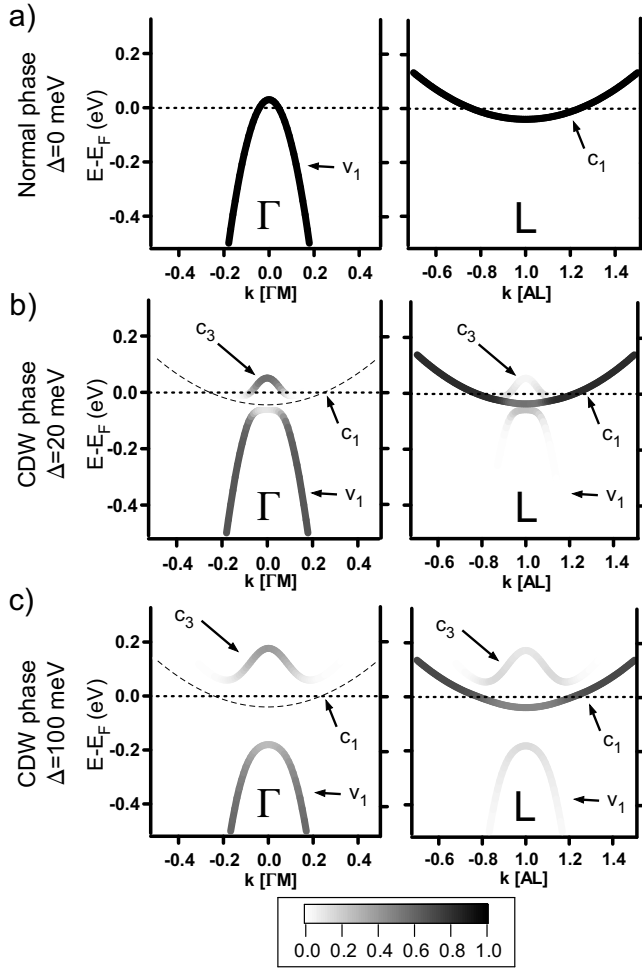 a)
Normal phase
Δ=0 meV
E-E_F (eV)
0.2
0.0
-0.2
-0.4
v_1
Γ
c_1
L
-0.4 -0.2 0.0 0.2 0.4
k [ΓM]
-0.6 -0.8 1.0 1.2 1.4
k [AL]
b)
CDW phase
Δ=20 meV
E-E_F (eV)
0.2
0.0
-0.2
-0.4
c_3
c_1
v_1
Γ
c_3
c_1
v_1
L
-0.4 -0.2 0.0 0.2 0.4
k [ΓM]
-0.6 -0.8 1.0 1.2 1.4
k [AL]
c)
CDW phase
Δ=100 meV
E-E_F (eV)
0.2
0.0
-0.2
-0.4
c_3
c_1
v_1
Γ
c_3
c_1
v_1
L
-0.4 -0.2 0.0 0.2 0.4
k [ΓM]
-0.6 -0.8 1.0 1.2 1.4
k [AL]
0.0 0.2 0.4 0.6 0.8 1.0